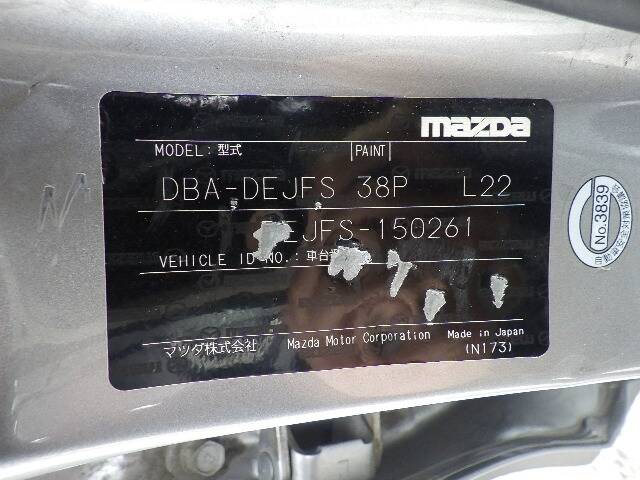 mazda
MODEL: 型式 PAINT
DBA-DEJFS 38P L22
EJFS-150261
VEHICLE ID NO.: 車台
マツダ株式会社 Mazda Motor Corporation Made in Japan
(N173)
No.3839